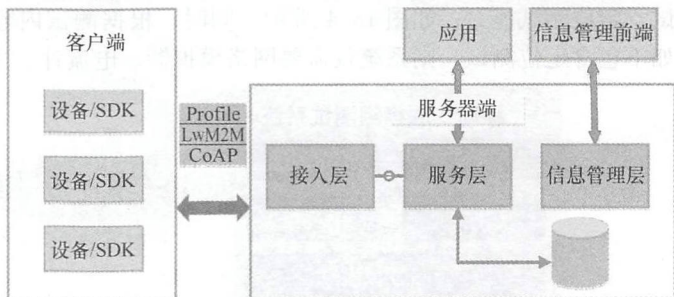 客户端
设备/SDK
设备/SDK
设备/SDK
Profile
LwM2M
CoAP
应用
信息管理前端
服务器端
接入层
服务层
信息管理层